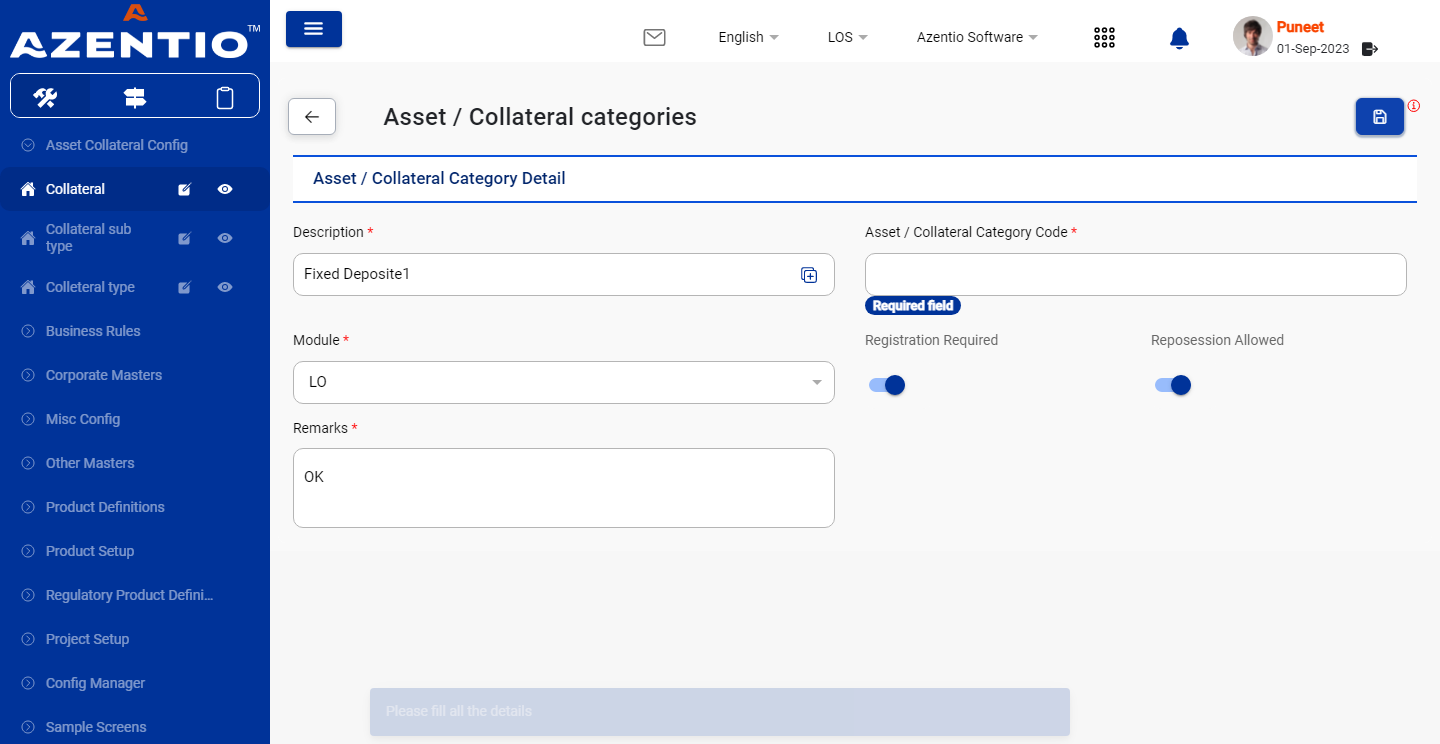 AZENTIO TM
English
LOS
Azentio Software
Puneet
01-Sep-2023
Asset Collateral Config
Collateral
Collateral sub
type
Colleteral type
Business Rules
Corporate Masters
Misc Config
Other Masters
Product Definitions
Product Setup
Regulatory Product Defini...
Project Setup
Config Manager
Sample Screens
Asset / Collateral categories
Asset / Collateral Category Detail
Description *
Asset / Collateral Category Code *
Fixed Deposite1
Required field
Module *
Registration Required
Reposession Allowed
LO
Remarks *
OK
Please fill all the details